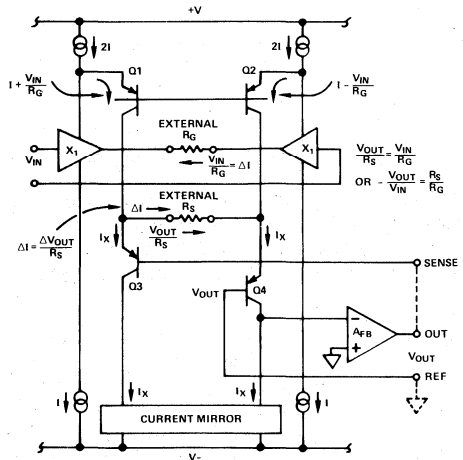 +V
2I
2I
Q1
Q2
I + VIN/RG
I - VIN/RG
EXTERNAL
RG
X1
X1
VIN
VIN/RG = ΔI
VOUT/RS = VIN/RG
OR - VOUT/VIN = RS/RG
EXTERNAL
ΔI
RS
VOUT/RS
ΔI = ΔVOUT/RS
IX
IX
Q3
Q4
SENSE
VOUT
-
AFB
+
OUT
VOUT
REF
I
IX
IX
I
CURRENT MIRROR
V-